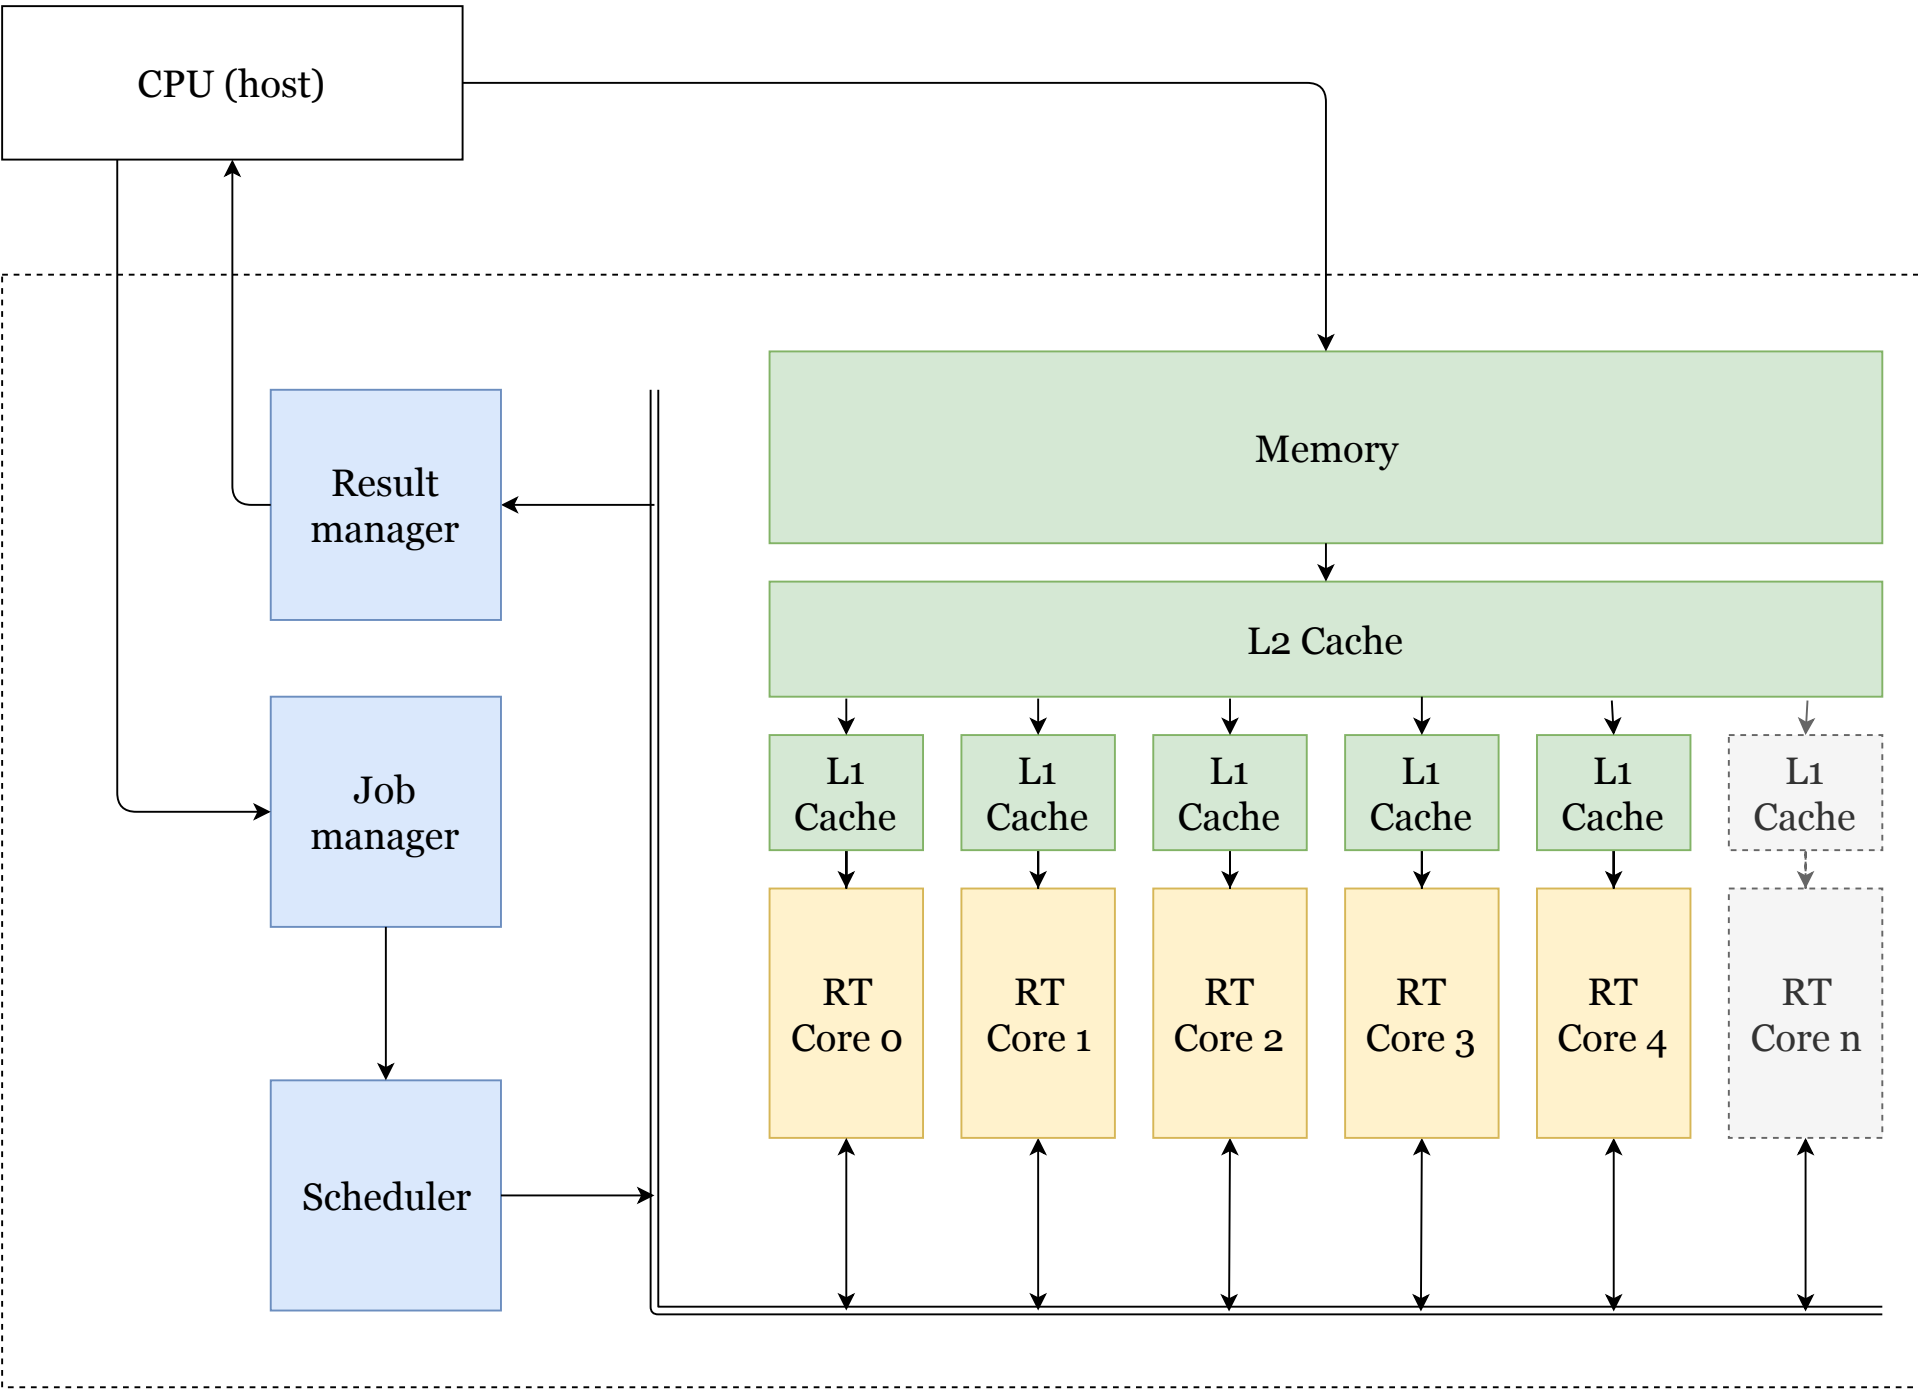 CPU (host)
Memory
Result
manager
L2 Cache
Job
manager
L1
Cache
L1
Cache
L1
Cache
L1
Cache
L1
Cache
L1
Cache
RT
Core 0
RT
Core 1
RT
Core 2
RT
Core 3
RT
Core 4
RT
Core n
Scheduler